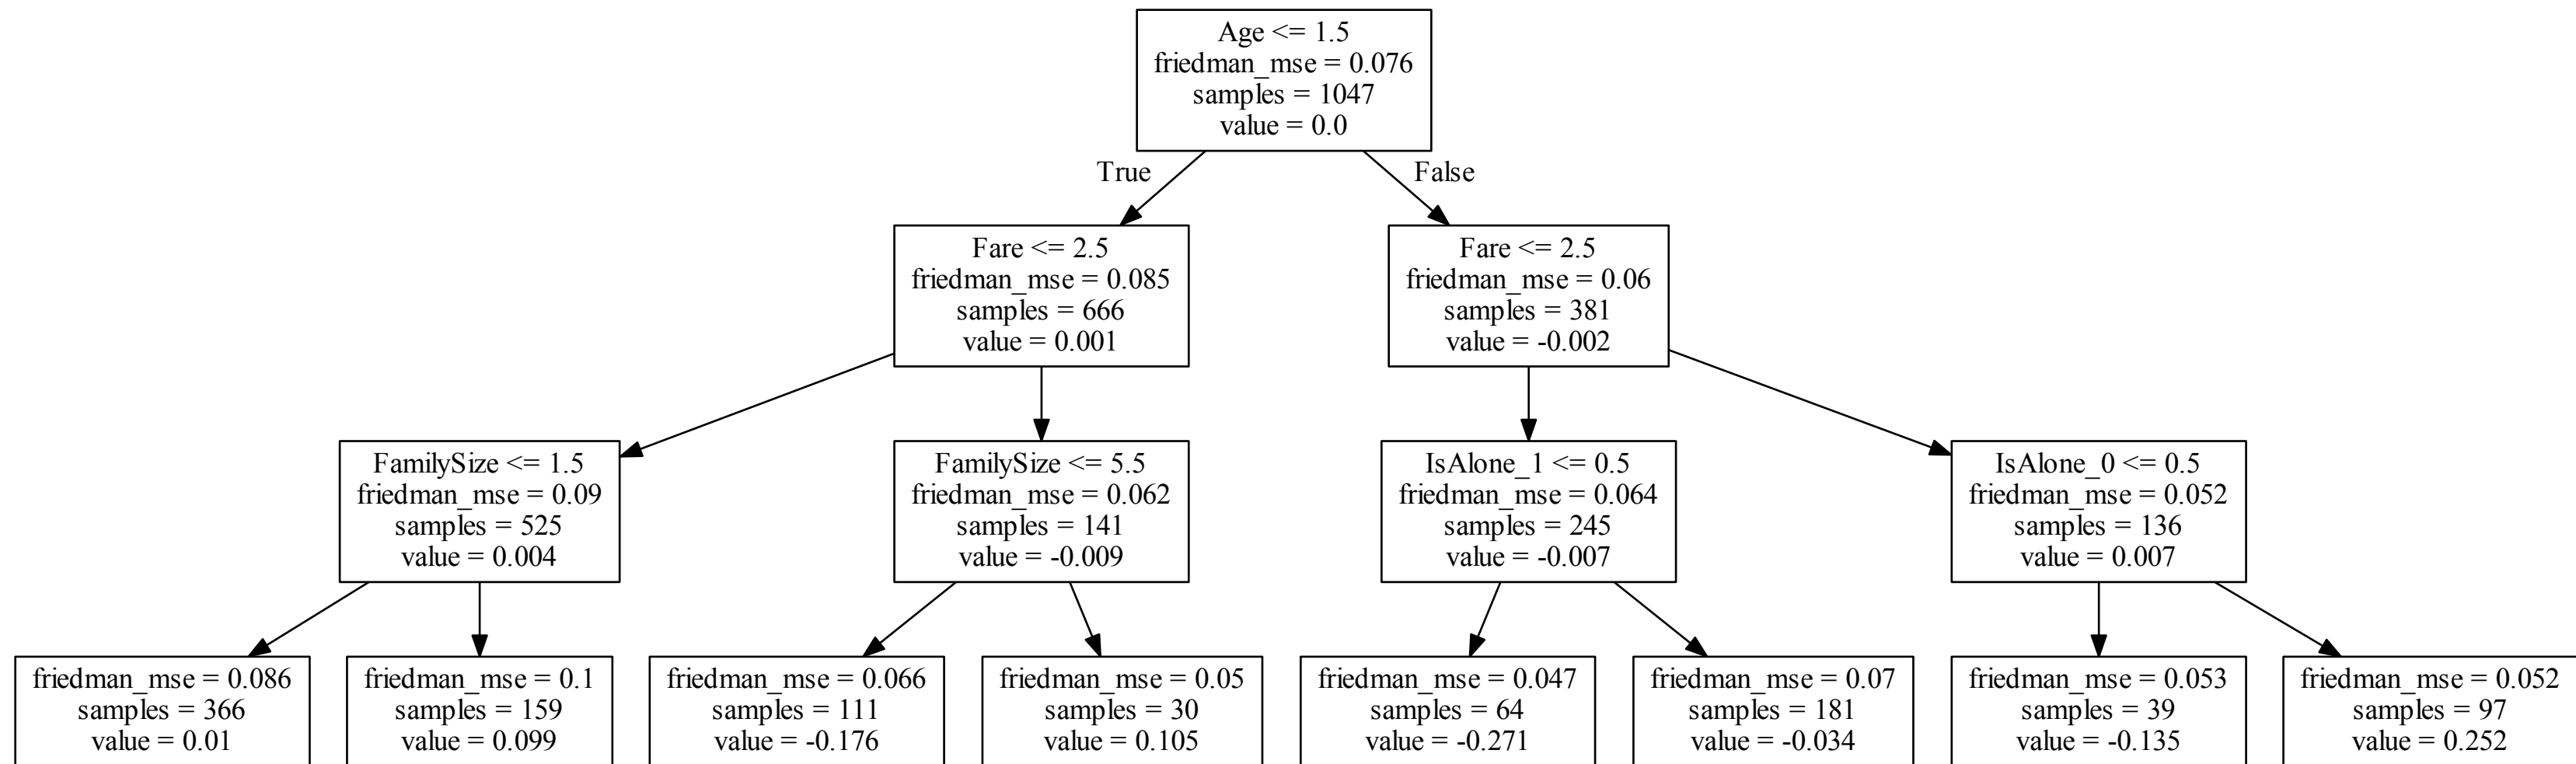 Age <= 1.5
friedman_mse = 0.076
samples = 1047
value = 0.0
True
False
Fare <= 2.5
friedman_mse = 0.085
samples = 666
value = 0.001
Fare <= 2.5
friedman_mse = 0.06
samples = 381
value = -0.002
FamilySize <= 1.5
friedman_mse = 0.09
samples = 525
value = 0.004
FamilySize <= 5.5
friedman_mse = 0.062
samples = 141
value = -0.009
IsAlone_1 <= 0.5
friedman_mse = 0.064
samples = 245
value = -0.007
IsAlone_0 <= 0.5
friedman_mse = 0.052
samples = 136
value = 0.007
friedman_mse = 0.086
samples = 366
value = 0.01
friedman_mse = 0.1
samples = 159
value = 0.099
friedman_mse = 0.066
samples = 111
value = -0.176
friedman_mse = 0.05
samples = 30
value = 0.105
friedman_mse = 0.047
samples = 64
value = -0.271
friedman_mse = 0.07
samples = 181
value = -0.034
friedman_mse = 0.053
samples = 39
value = -0.135
friedman_mse = 0.052
samples = 97
value = 0.252